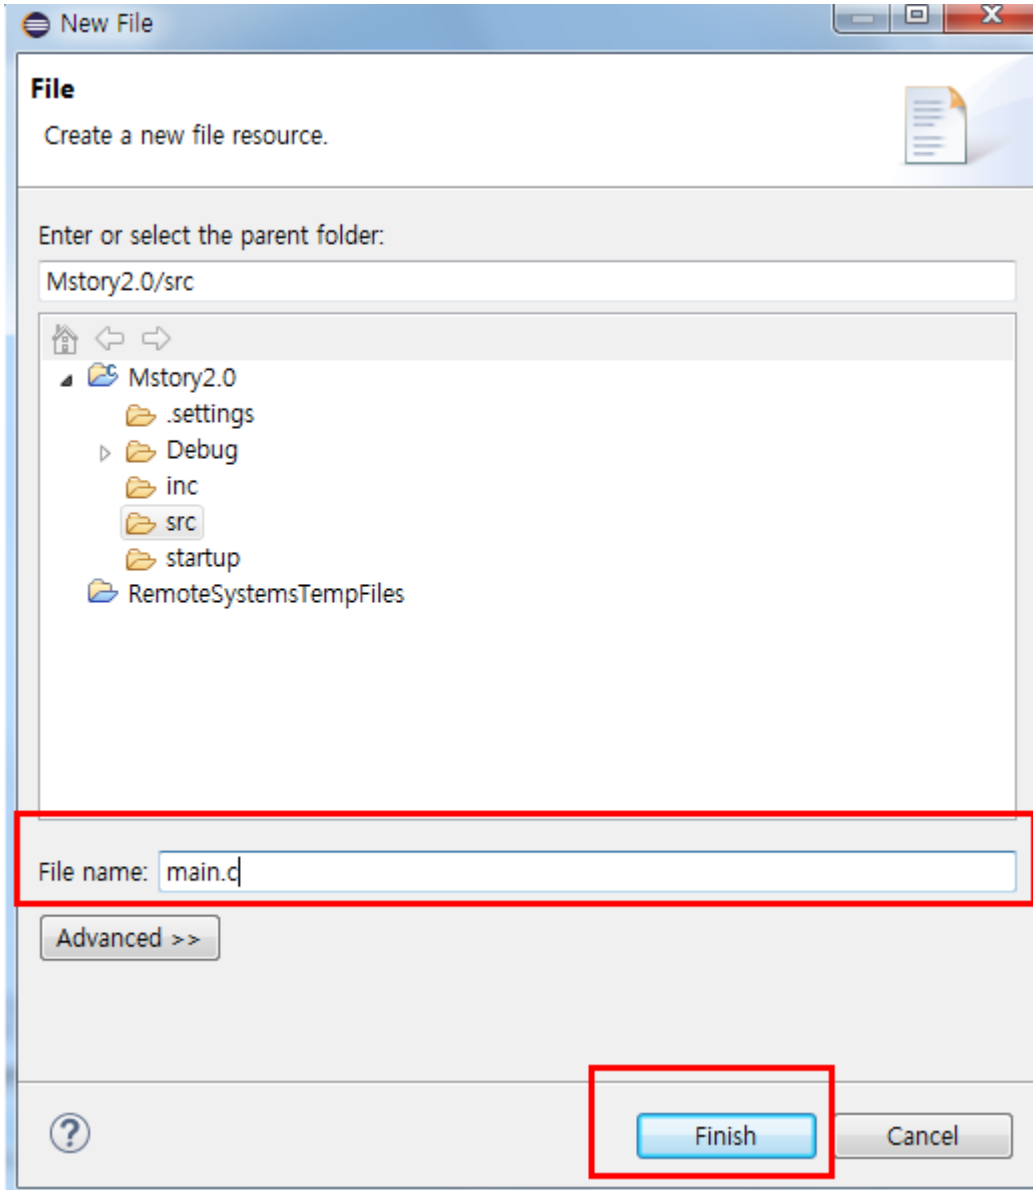 New File
File
Create a new file resource.
Enter or select the parent folder:
Mstory2.0/src
Mstory2.0
.settings
Debug
inc
src
startup
RemoteSystemsTempFiles
File name: main.c
Advanced >>
Finish Cancel